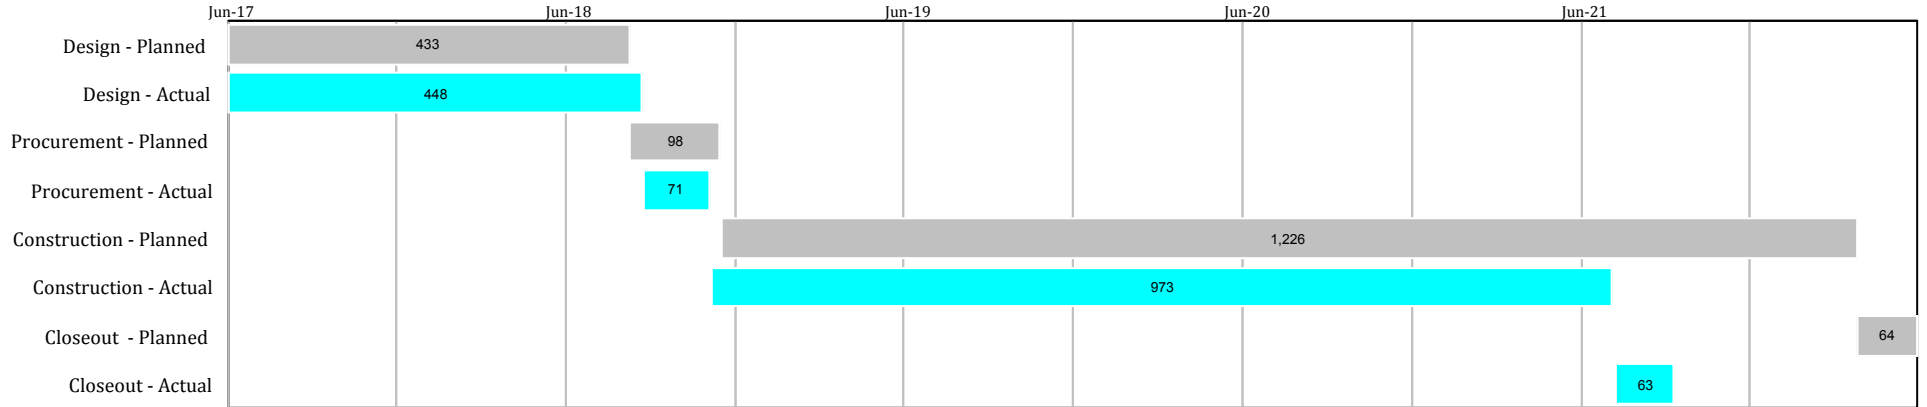 Jun-17 Jun-18 Jun-19 Jun-20 Jun-21
Design - Planned 433
Design - Actual 448
Procurement - Planned 98
Procurement - Actual 71
Construction - Planned 1,226
Construction - Actual 973
Closeout - Planned 64
Closeout - Actual 63